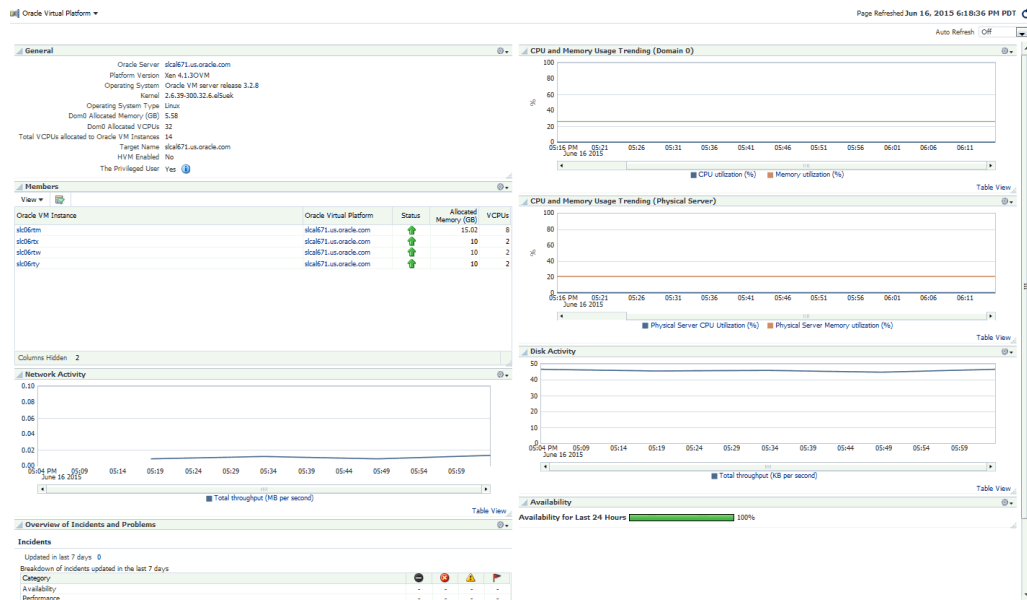 Oracle Virtual Platform
Page Refreshed Jun 16, 2015 6:18:36 PM PDT
Auto Refresh Off
General
Oracle Server slcal671.us.oracle.com
Platform Version Xen 4.1.3OVM
Operating System Oracle VM server release 3.2.8
Kernel 2.6.39-300.32.6.el5uek
Operating System Type Linux
Dom0 Allocated Memory (GB) 5.58
Dom0 Allocated VCPUs 32
Total VCPUs allocated to Oracle VM Instances 14
Target Name slcal671.us.oracle.com
HVM Enabled No
The Privileged User Yes
Members
View
Oracle VM Instance Oracle Virtual Platform Status Allocated Memory (GB) VCPUs
slc06rtm slcal671.us.oracle.com 15.02 8
slc06rtx slcal671.us.oracle.com 10 2
slc06rtw slcal671.us.oracle.com 10 2
slc06rty slcal671.us.oracle.com 10 2
Columns Hidden 2
Network Activity
0.10
0.08
0.06
0.04
0.02
0.00
05:04 PM 05:09 05:14 05:19 05:24 05:29 05:34 05:39 05:44 05:49 05:54 05:59
June 16 2015
Total throughput (MB per second)
Table View
Overview of Incidents and Problems
Incidents
Updated in last 7 days 0
Breakdown of incidents updated in the last 7 days
Category
Availability - - - -
Performance - - - -
CPU and Memory Usage Trending (Domain 0)
100
80
60
40
20
0
%
05:16 PM 05:21 05:26 05:31 05:36 05:41 05:46 05:51 05:56 06:01 06:06 06:11
June 16 2015
CPU utilization (%) Memory utilization (%)
Table View
CPU and Memory Usage Trending (Physical Server)
100
80
60
40
20
0
%
05:16 PM 05:21 05:26 05:31 05:36 05:41 05:46 05:51 05:56 06:01 06:06 06:11
June 16 2015
Physical Server CPU Utilization (%) Physical Server Memory utilization (%)
Table View
Disk Activity
50
40
30
20
10
0
05:04 PM 05:09 05:14 05:19 05:24 05:29 05:34 05:39 05:44 05:49 05:54 05:59
June 16 2015
Total throughput (KB per second)
Table View
Availability
Availability for Last 24 Hours 100%